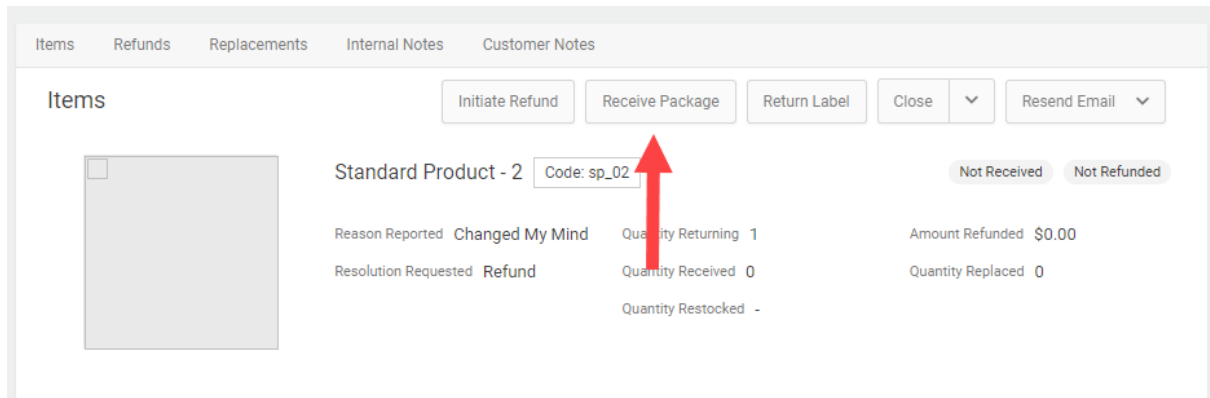 Items Refunds Replacements Internal Notes Customer Notes
Items Initiate Refund Receive Package Return Label Close Resend Email
Standard Product - 2 Code: sp_02 Not Received Not Refunded
Reason Reported Changed My Mind Quantity Returning 1 Amount Refunded $0.00
Resolution Requested Refund Quantity Received 0 Quantity Replaced 0
Quantity Restocked -